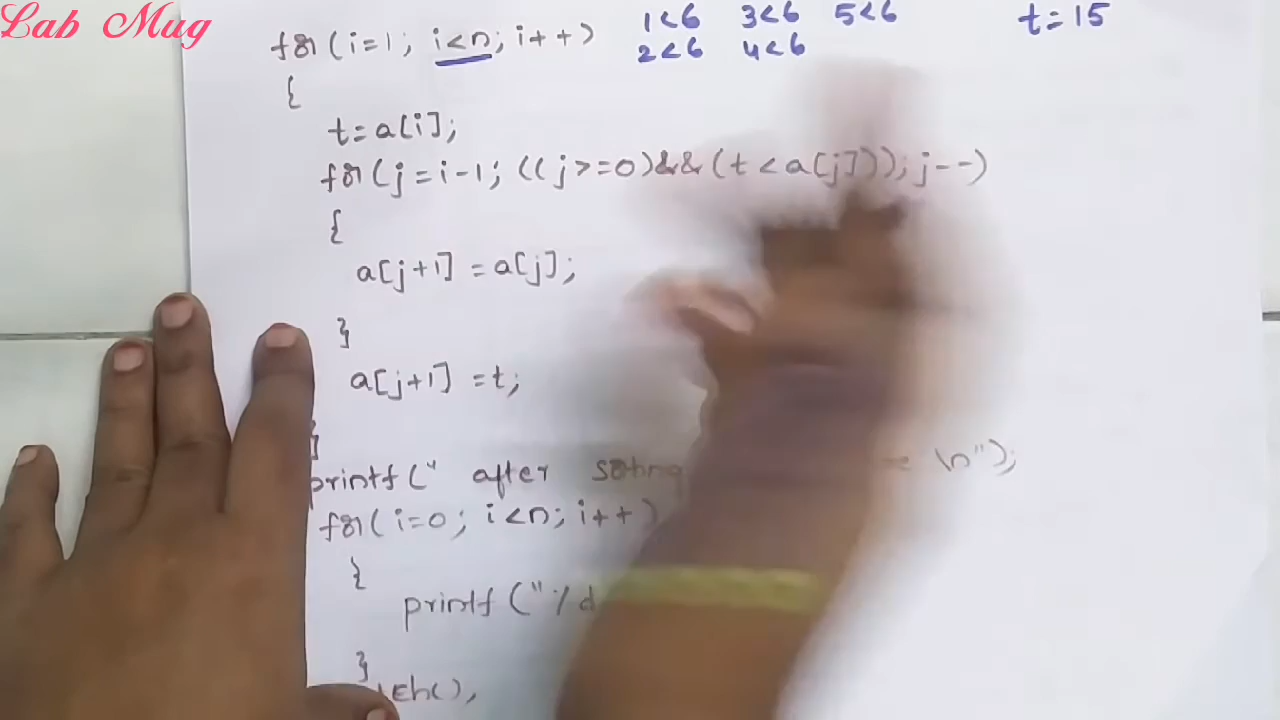 Lab Mug
for(i=1; i<n; i++) 1<6 3<6 5<6 t=15
2<6 4<6
{
t=a[i];
for(j=i-1; ((j>=0)&&(t<a[j]));j--)
{
a[j+1] = a[j];
}
a[j+1] = t;
}
printf(" after \n");
for(i=0; i<n; i++)
{
printf("%d
}